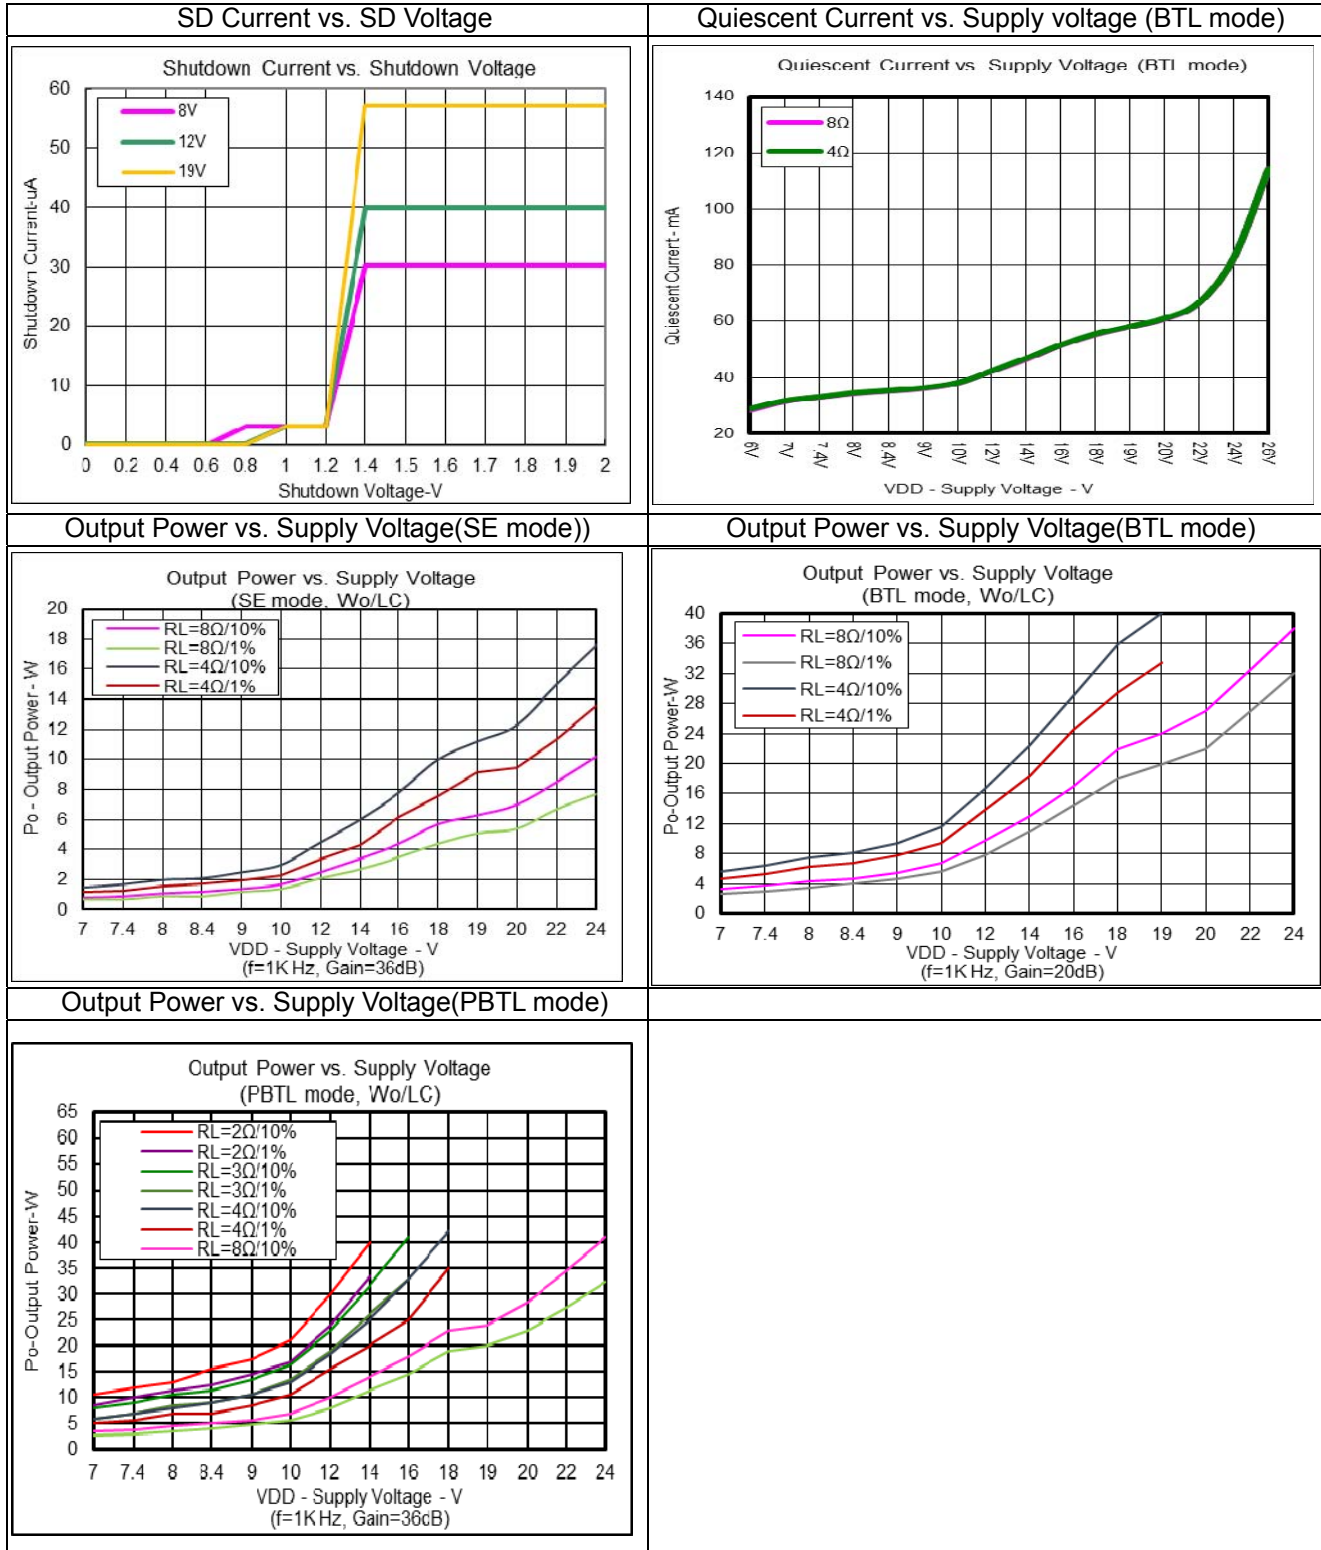 SD Current vs. SD Voltage
Quiescent Current vs. Supply voltage (BTL mode)
Shutdown Current vs. Shutdown Voltage
60
50
40
30
20
10
0
Shutdown Current-uA
8V
12V
19V
0 0.2 0.4 0.6 0.8 1 1.2 1.4 1.5 1.6 1.7 1.8 1.9 2
Shutdown Voltage-V
Quiescent Current vs. Supply Voltage (BTL mode)
140
120
100
80
60
40
20
Quiescent Current - mA
8Ω
4Ω
6V 7V 7.4V 8V 8.4V 9V 10V 12V 14V 16V 18V 19V 20V 22V 24V 26V
VDD - Supply Voltage - V
Output Power vs. Supply Voltage(SE mode))
Output Power vs. Supply Voltage(BTL mode)
Output Power vs. Supply Voltage
(SE mode, Wo/LC)
20
18
16
14
12
10
8
6
4
2
0
Po - Output Power - W
RL=8Ω/10%
RL=8Ω/1%
RL=4Ω/10%
RL=4Ω/1%
7 7.4 8 8.4 9 10 12 14 16 18 19 20 22 24
VDD - Supply Voltage - V
(f=1KHz, Gain=36dB)
Output Power vs. Supply Voltage
(BTL mode, Wo/LC)
40
36
32
28
24
20
16
12
8
4
0
Po-Output Power-W
RL=8Ω/10%
RL=8Ω/1%
RL=4Ω/10%
RL=4Ω/1%
7 7.4 8 8.4 9 10 12 14 16 18 19 20 22 24
VDD - Supply Voltage - V
(f=1KHz, Gain=20dB)
Output Power vs. Supply Voltage(PBTL mode)
Output Power vs. Supply Voltage
(PBTL mode, Wo/LC)
65
60
55
50
45
40
35
30
25
20
15
10
5
0
Po-Output Power-W
RL=2Ω/10%
RL=2Ω/1%
RL=3Ω/10%
RL=3Ω/1%
RL=4Ω/10%
RL=4Ω/1%
RL=8Ω/10%
7 7.4 8 8.4 9 10 12 14 16 18 19 20 22 24
VDD - Supply Voltage - V
(f=1KHz, Gain=36dB)